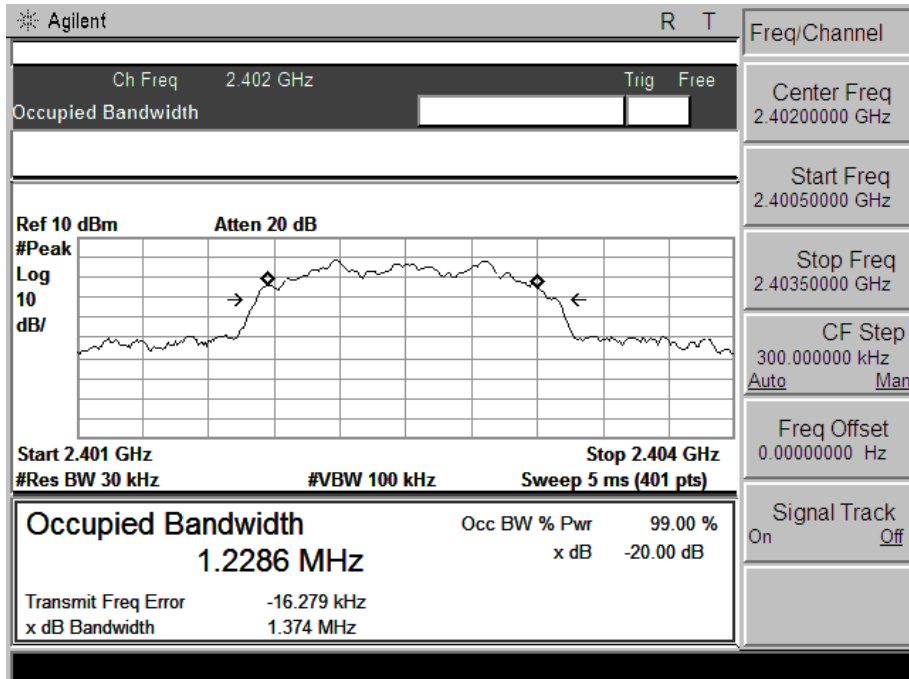 Agilent R T
Freq/Channel
Ch Freq 2.402 GHz Trig Free
Occupied Bandwidth
Center Freq
2.40200000 GHz
Start Freq
2.40050000 GHz
Stop Freq
2.40350000 GHz
CF Step
300.000000 kHz
Auto Man
Freq Offset
0.00000000 Hz
Signal Track
On Off
Ref 10 dBm Atten 20 dB
#Peak
Log
10
dB/
Start 2.401 GHz Stop 2.404 GHz
#Res BW 30 kHz #VBW 100 kHz Sweep 5 ms (401 pts)
Occupied Bandwidth
1.2286 MHz
Occ BW % Pwr 99.00 %
x dB -20.00 dB
Transmit Freq Error -16.279 kHz
x dB Bandwidth 1.374 MHz